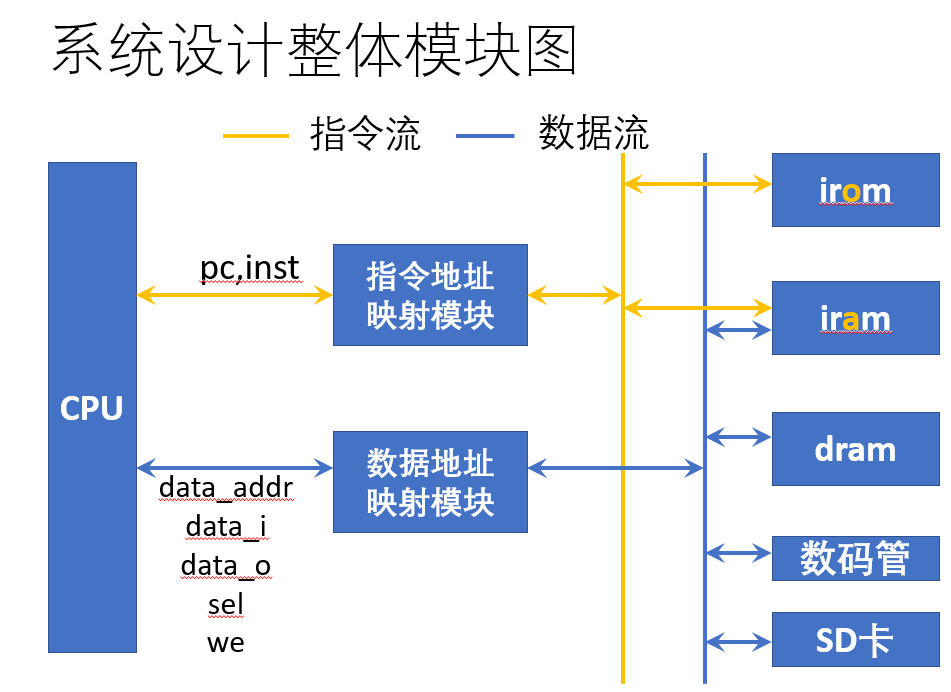 系统设计整体模块图
指令流
数据流
irom
pc,inst
指令地址
映射模块
iram
CPU
dram
数据地址
映射模块
data_addr
data_i
data_o
sel
we
数码管
SD卡